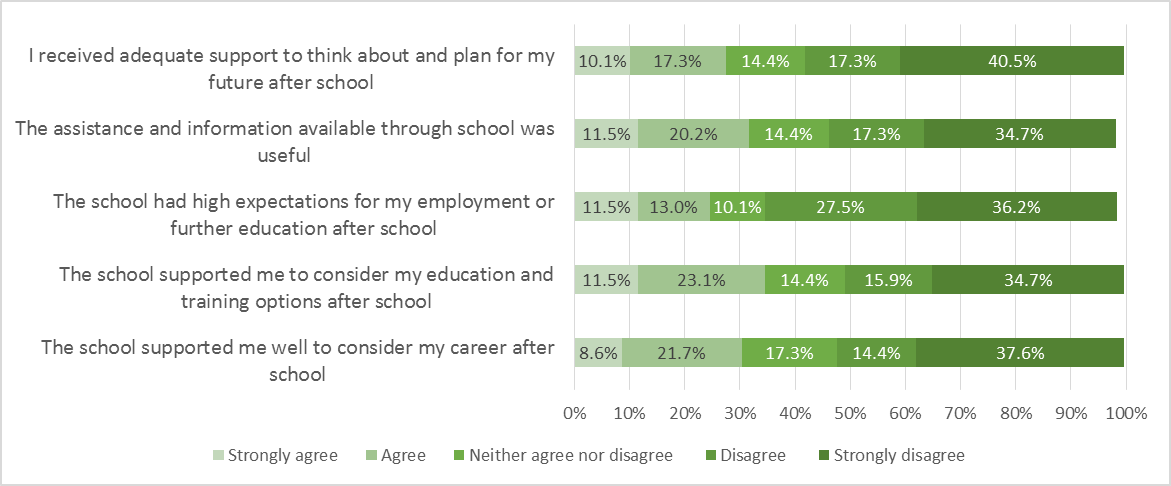 I received adequate support to think about and plan for my
future after school
10.1% 17.3% 14.4% 17.3% 40.5%
The assistance and information available through school was
useful
11.5% 20.2% 14.4% 17.3% 34.7%
The school had high expectations for my employment or
further education after school
11.5% 13.0% 10.1% 27.5% 36.2%
The school supported me to consider my education and
training options after school
11.5% 23.1% 14.4% 15.9% 34.7%
The school supported me well to consider my career after
school
8.6% 21.7% 17.3% 14.4% 37.6%
0% 10% 20% 30% 40% 50% 60% 70% 80% 90% 100%
Strongly agree Agree Neither agree nor disagree Disagree Strongly disagree